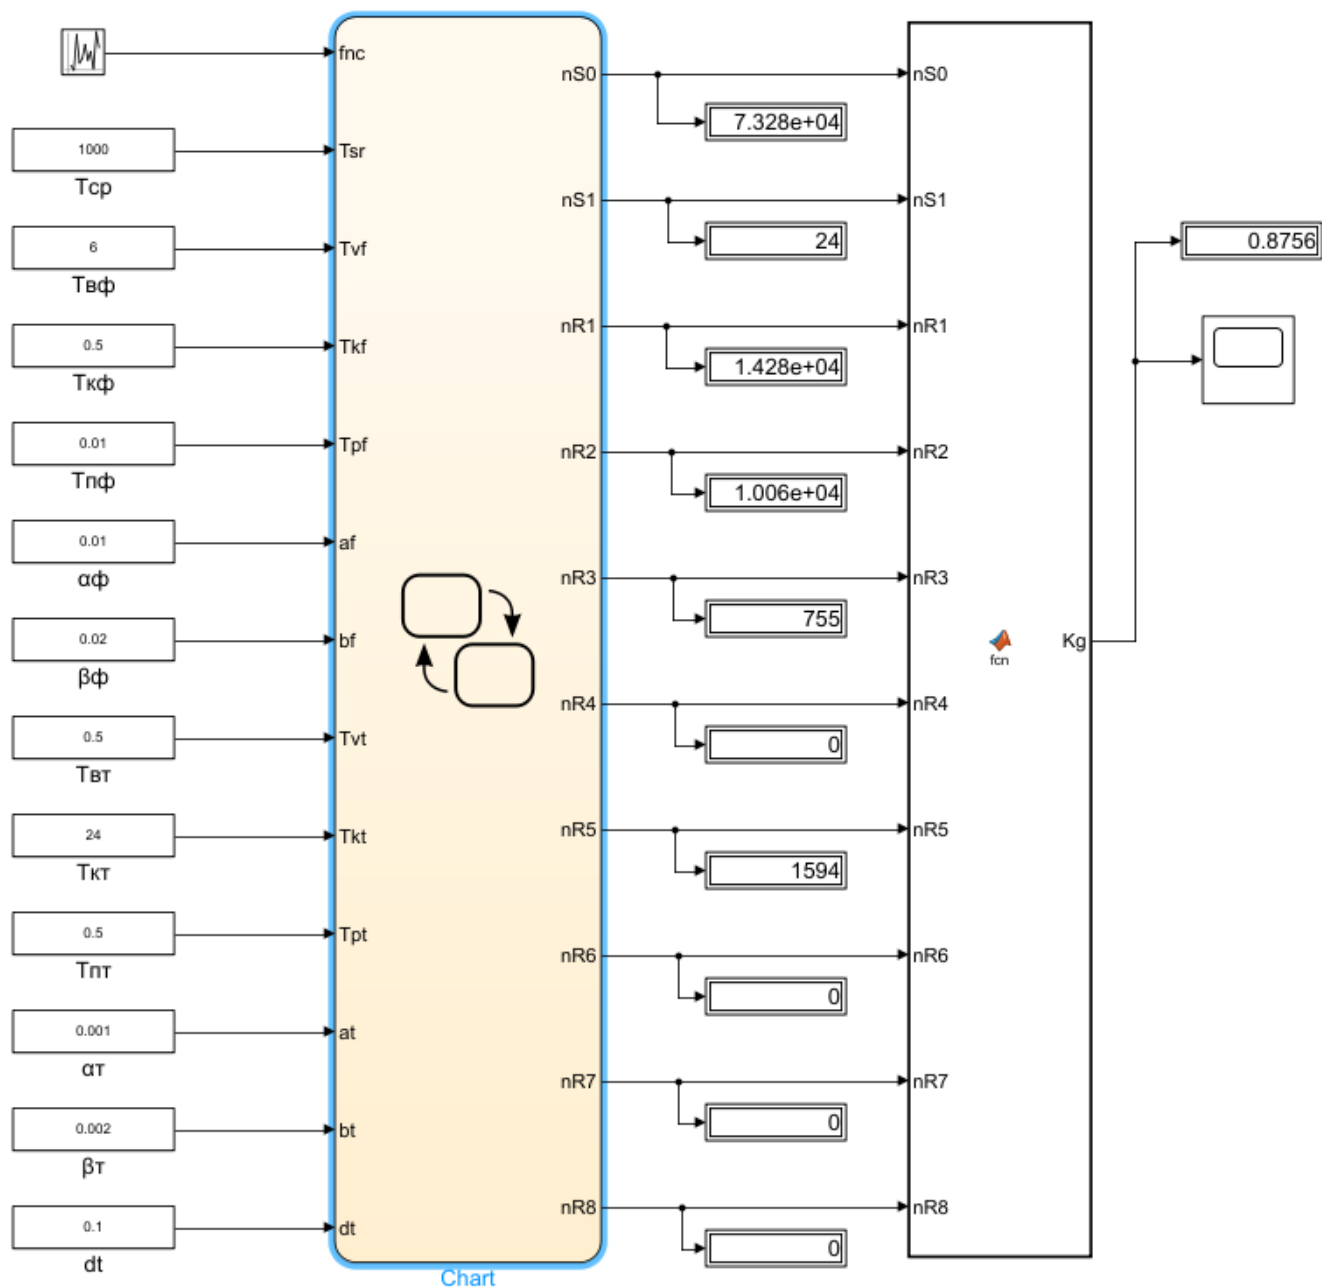 fnc
1000
Tcp
Tsr
6
Твф
Tvf
0.5
Ткф
Tkf
0.01
Тпф
Tpf
0.01
αф
af
0.02
βф
bf
0.5
Твт
Tvt
24
Ткт
Tkt
0.5
Тпт
Tpt
0.001
ατ
at
0.002
βτ
bt
0.1
dt
dt
Chart
nS0
7.328e+04
nS0
nS1
24
nS1
nR1
1.428e+04
nR1
nR2
1.006e+04
nR2
nR3
755
nR3
nR4
0
nR4
nR5
1594
nR5
nR6
0
nR6
nR7
0
nR7
nR8
0
nR8
fcn
Kg
0.8756